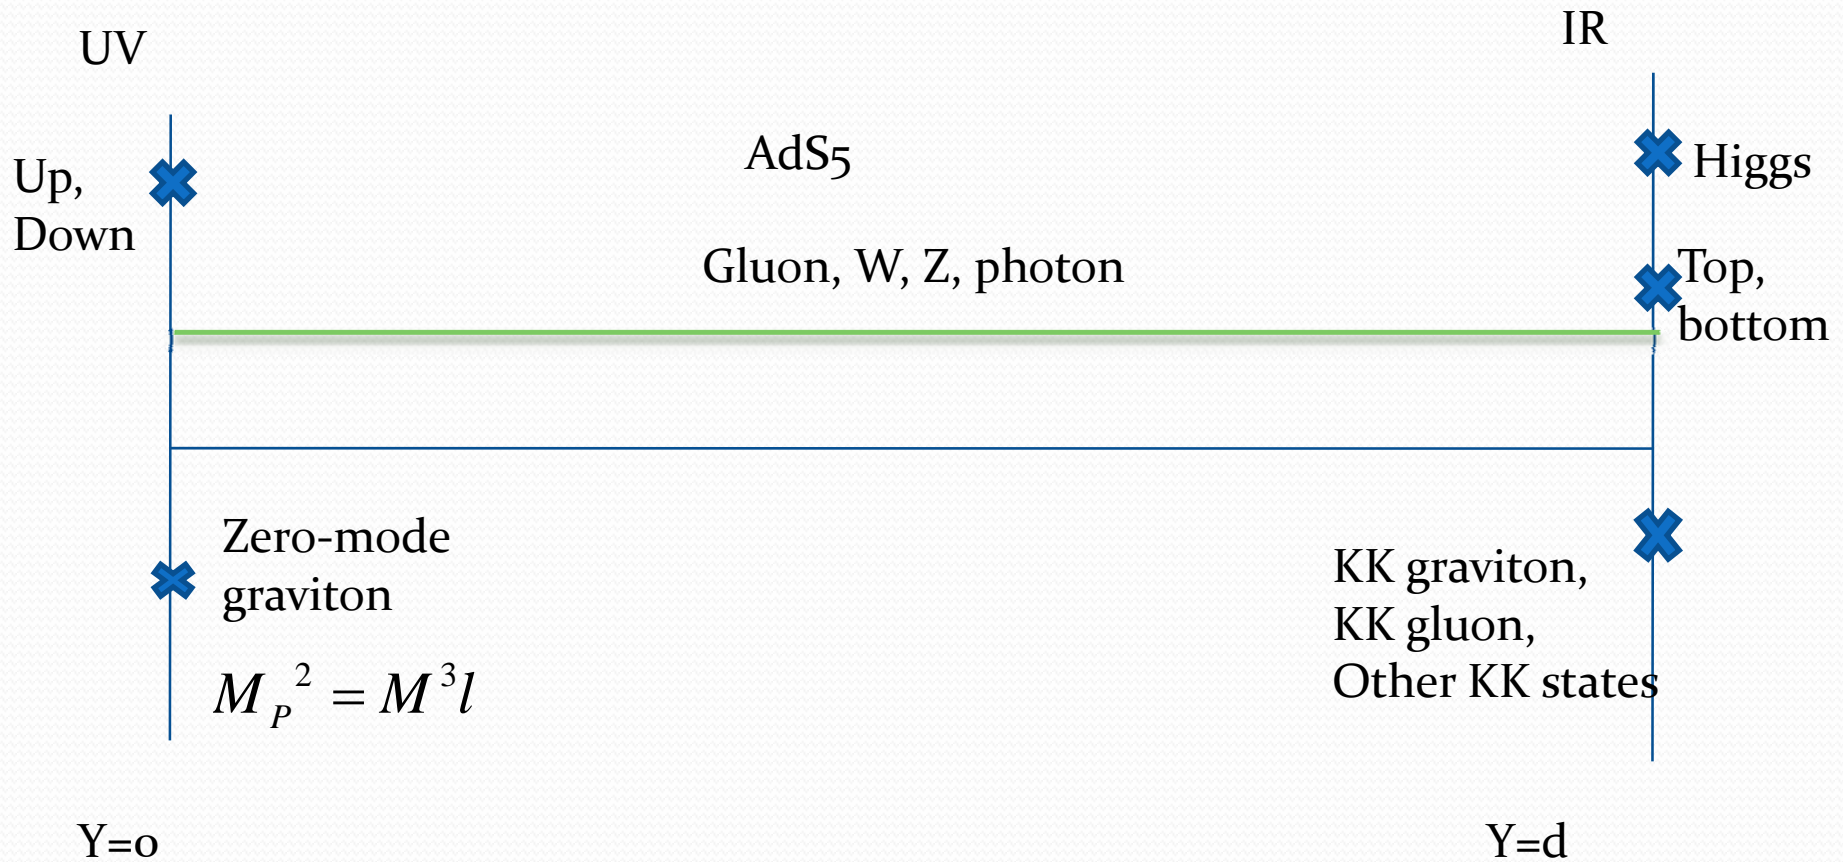 UV
IR
Up,
Down
AdS5
Higgs
Gluon, W, Z, photon
Top,
bottom
Zero-mode
graviton
M_P^2 = M^3 l
KK graviton,
KK gluon,
Other KK states
Y=0
Y=d